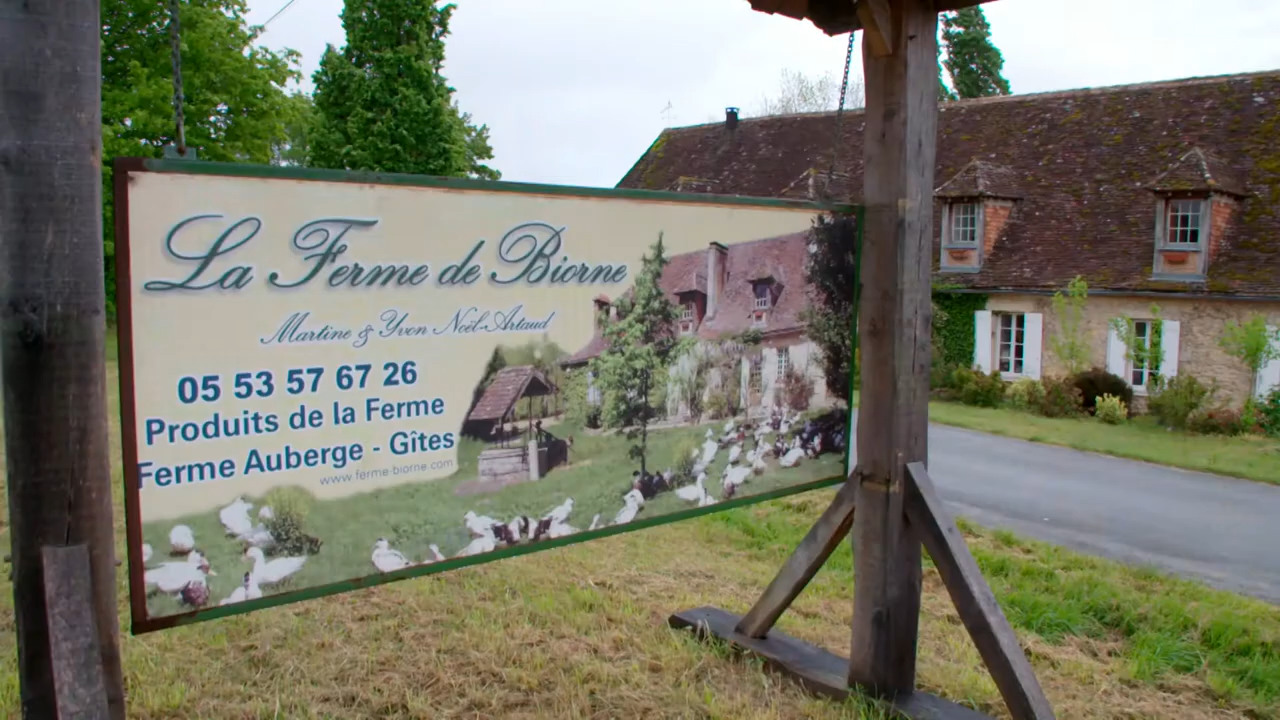 La Ferme de Biorne
Martine & Yvon Noël-Artaud
05 53 57 67 26
Produits de la Ferme
Ferme Auberge - Gîtes
www.ferme-biorne.com